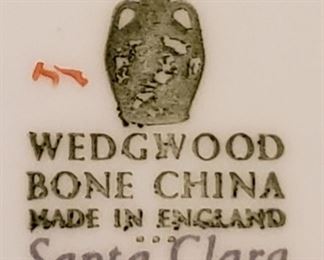 WEDGWOOD
BONE CHINA
MADE IN ENGLAND
Santa Clara